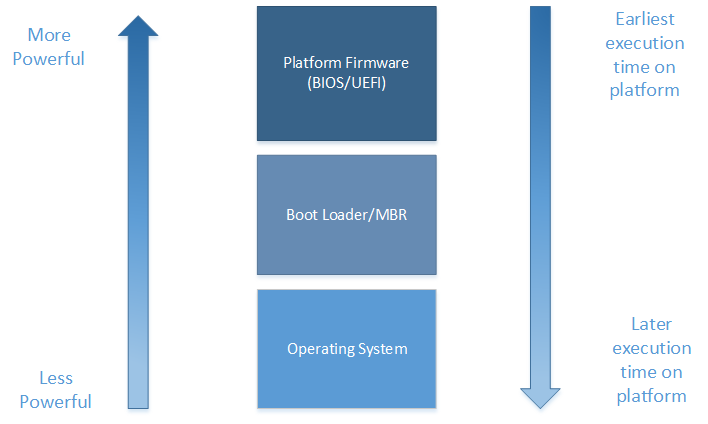 More
Powerful
Platform Firmware
(BIOS/UEFI)
Earliest
execution
time on
platform
Boot Loader/MBR
Operating System
Less
Powerful
Later
execution
time on
platform